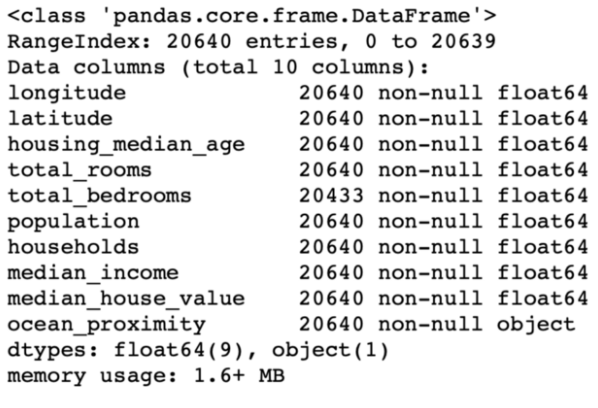 <class 'pandas.core.frame.DataFrame'>
RangeIndex: 20640 entries, 0 to 20639
Data columns (total 10 columns):
longitude             20640 non-null float64
latitude              20640 non-null float64
housing_median_age    20640 non-null float64
total_rooms           20640 non-null float64
total_bedrooms        20433 non-null float64
population            20640 non-null float64
households            20640 non-null float64
median_income         20640 non-null float64
median_house_value    20640 non-null float64
ocean_proximity       20640 non-null object
dtypes: float64(9), object(1)
memory usage: 1.6+ MB